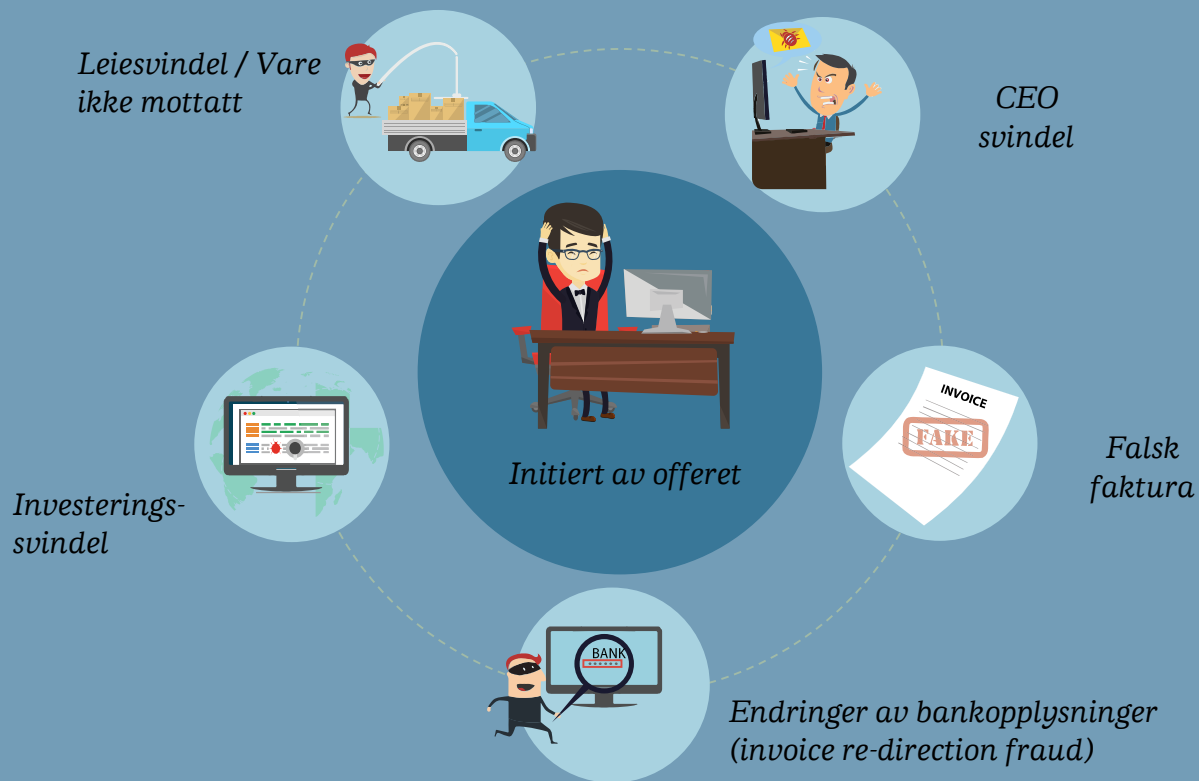 Leiesvindel / Vare
ikke mottatt
CEO
svindel
INVOICE
FAKE
Falsk
faktura
Initiert av offeret
Investerings-
svindel
BANK
Endringer av bankopplysninger
(invoice re-direction fraud)